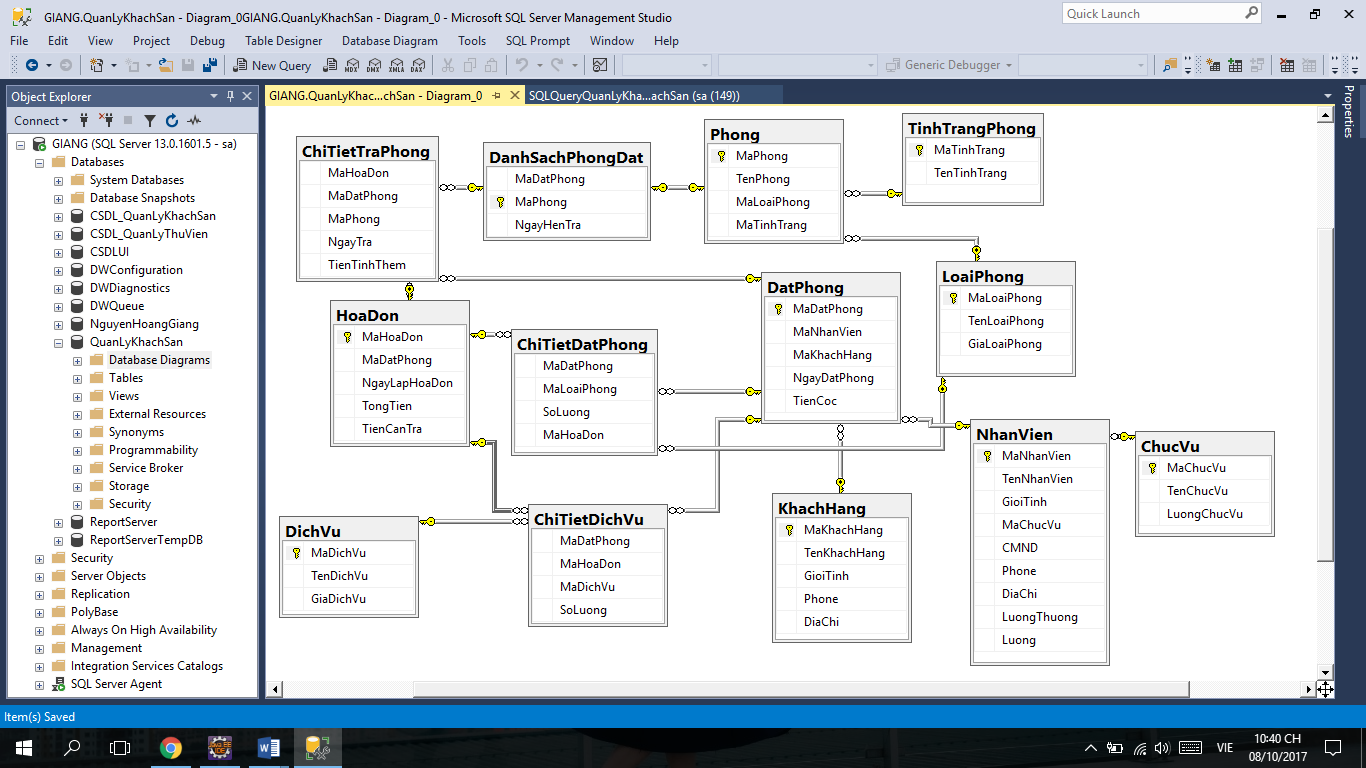 GIANG.QuanLyKhachSan - Diagram_0GIANG.QuanLyKhachSan - Diagram_0 - Microsoft SQL Server Management Studio
Quick Launch
File Edit View Project Debug Table Designer Database Diagram Tools SQL Prompt Window Help
New Query
MDX DMX XMLA DAX
Generic Debugger
Object Explorer
GIANG.QuanLyKhac...chSan - Diagram_0
SQLQueryQuanLyKha...achSan (sa (149))
Properties
Connect
GIANG (SQL Server 13.0.1601.5 - sa)
Databases
System Databases
Database Snapshots
CSDL_QuanLyKhachSan
CSDL_QuanLyThuVien
CSDLUI
DWConfiguration
DWDiagnostics
DWQueue
NguyenHoangGiang
QuanLyKhachSan
Database Diagrams
Tables
Views
External Resources
Synonyms
Programmability
Service Broker
Storage
Security
ReportServer
ReportServerTempDB
Security
Server Objects
Replication
PolyBase
Always On High Availability
Management
Integration Services Catalogs
SQL Server Agent
ChiTietTraPhong
MaHoaDon
MaDatPhong
MaPhong
NgayTra
TienTinhThem
DanhSachPhongDat
MaDatPhong
MaPhong
NgayHenTra
Phong
MaPhong
TenPhong
MaLoaiPhong
MaTinhTrang
TinhTrangPhong
MaTinhTrang
TenTinhTrang
LoaiPhong
MaLoaiPhong
TenLoaiPhong
GiaLoaiPhong
HoaDon
MaHoaDon
MaDatPhong
NgayLapHoaDon
TongTien
TienCanTra
ChiTietDatPhong
MaDatPhong
MaLoaiPhong
SoLuong
MaHoaDon
DatPhong
MaDatPhong
MaNhanVien
MaKhachHang
NgayDatPhong
TienCoc
NhanVien
MaNhanVien
TenNhanVien
GioiTinh
MaChucVu
CMND
Phone
DiaChi
LuongThuong
Luong
ChucVu
MaChucVu
TenChucVu
LuongChucVu
DichVu
MaDichVu
TenDichVu
GiaDichVu
ChiTietDichVu
MaDatPhong
MaHoaDon
MaDichVu
SoLuong
KhachHang
MaKhachHang
TenKhachHang
GioiTinh
Phone
DiaChi
Item(s) Saved
VIE
10:40 CH
08/10/2017